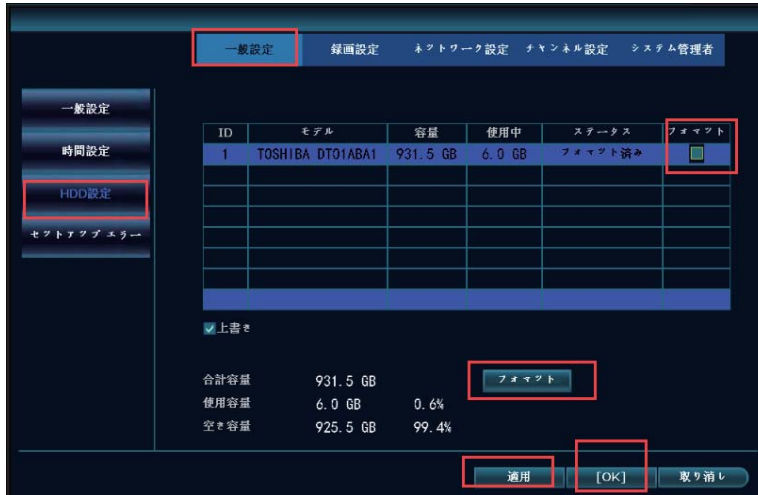 一般設定 録画設定 ネットワーク設定 チャンネル設定 システム管理者
一般設定
時間設定
HDD設定
セットアップ エラー
ID モデル 容量 使用中 ステータス フォーマット
1 TOSHIBA DT01ABA1 931.5 GB 6.0 GB フォーマット済み
上書き
合計容量 931.5 GB フォーマット
使用容量 6.0 GB 0.6%
空き容量 925.5 GB 99.4%
適用 [OK] 取り消し